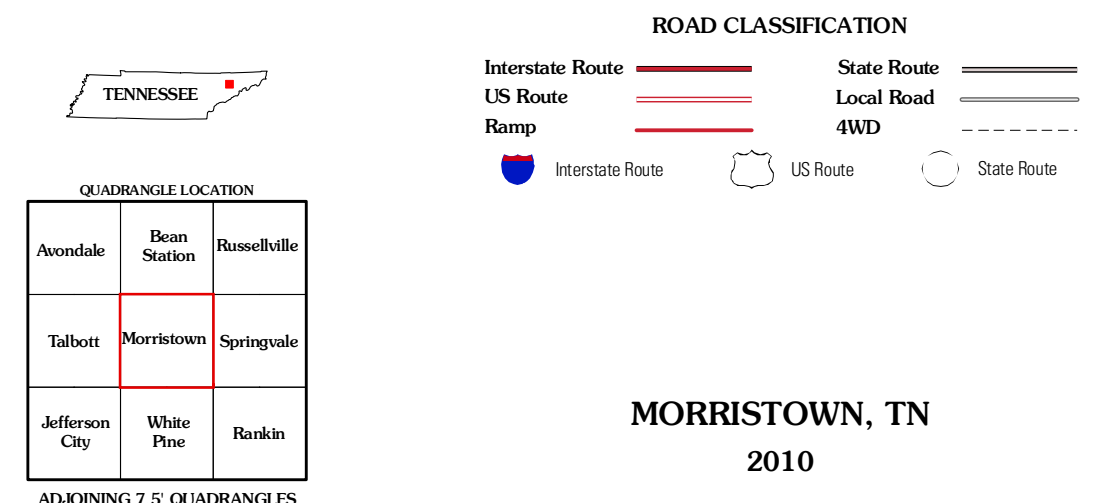 TENNESSEE
QUADRANGLE LOCATION
Avondale
Bean
Station
Russellville
Talbott
Morristown
Springvale
Jefferson
City
White
Pine
Rankin
ADJOINING 7.5' QUADRANGLES
ROAD CLASSIFICATION
Interstate Route
State Route
US Route
Local Road
Ramp
4WD
Interstate Route
US Route
State Route
MORRISTOWN, TN
2010